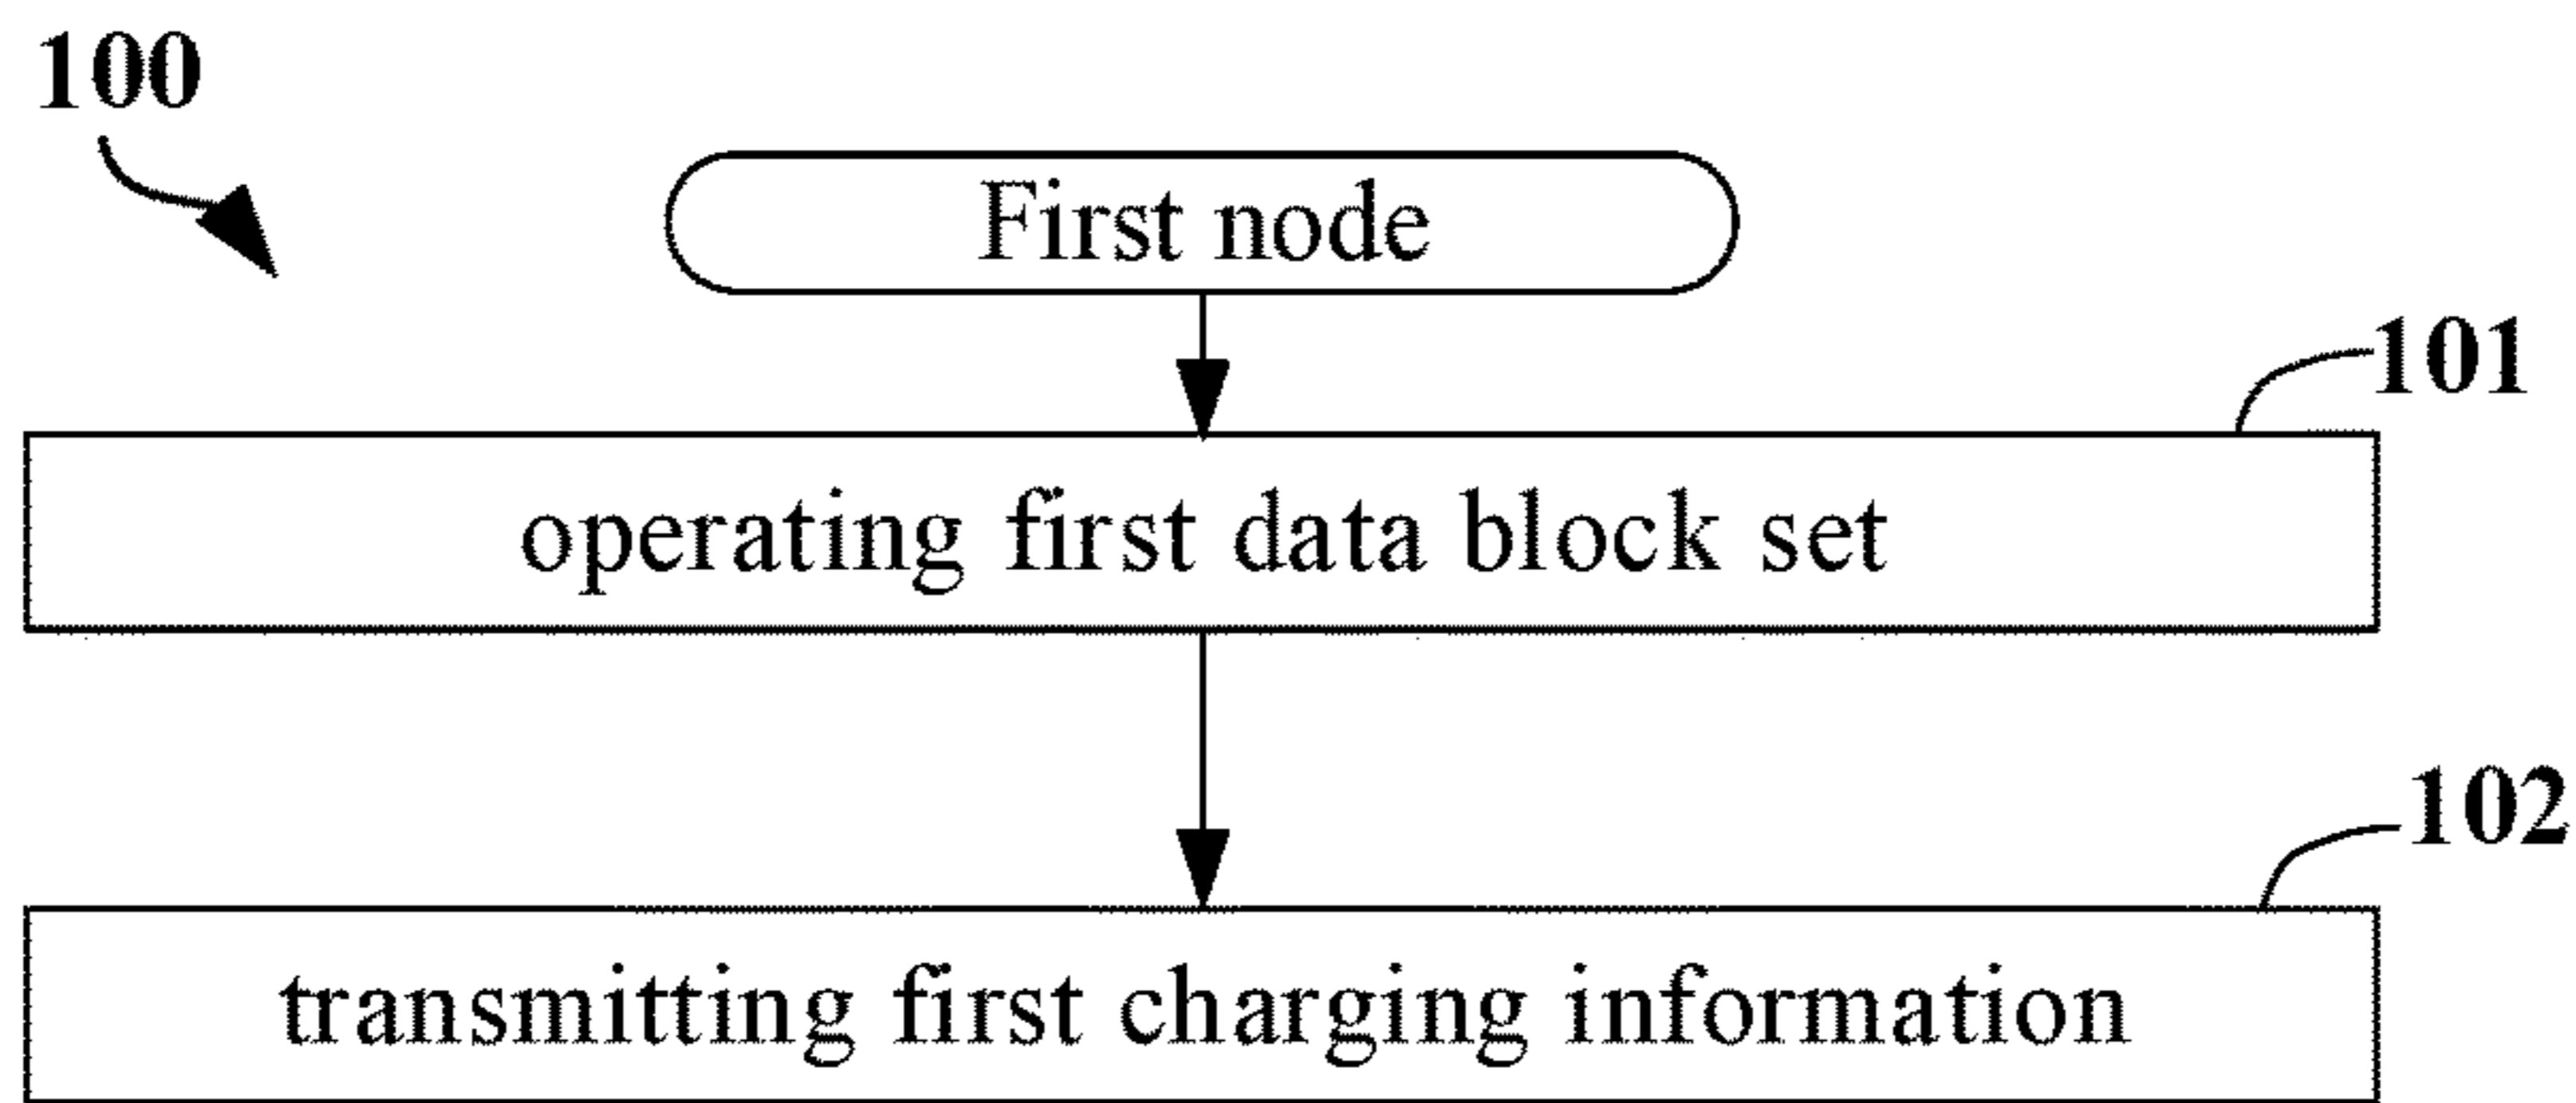 100
First node
101
operating first data block set
102
transmitting first charging information